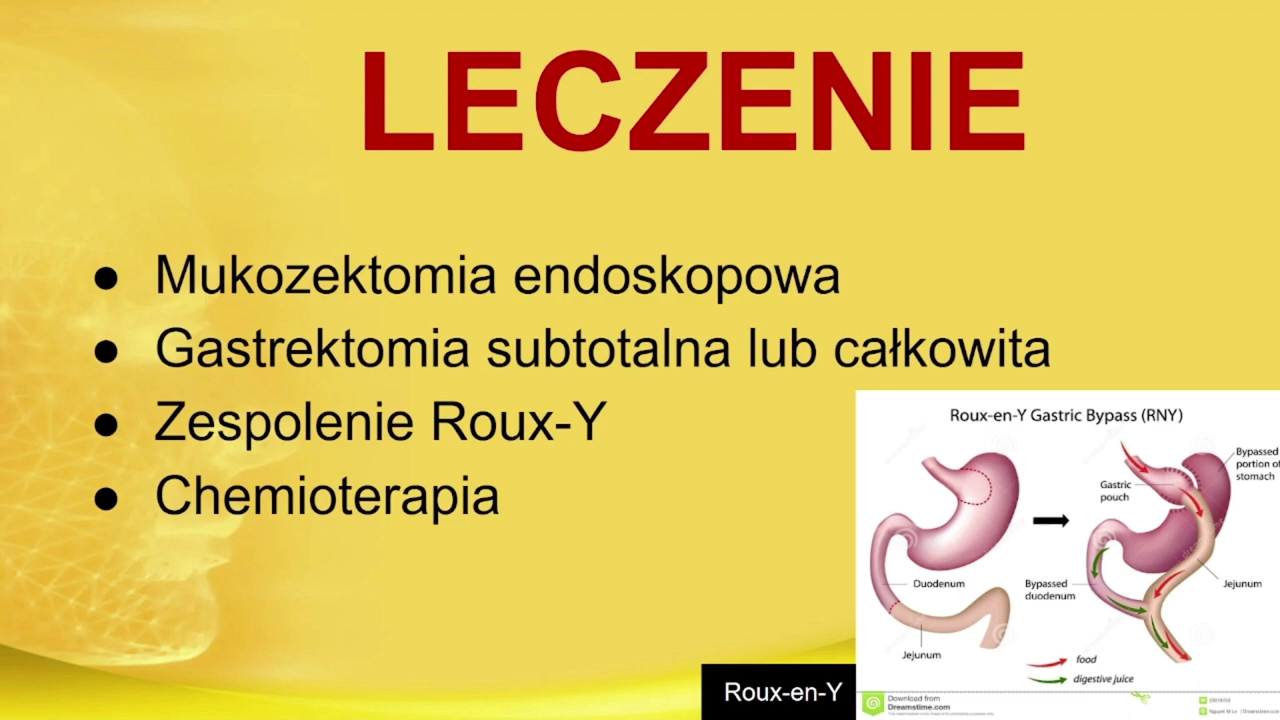 LECZENIE
● Mukozektomia endoskopowa
● Gastrektomia subtotalna lub całkowita
● Zespolenie Roux-Y
● Chemioterapia
Roux-en-Y Gastric Bypass (RNY)
Bypassed
portion of
stomach
Gastric
pouch
Duodenum
Bypassed
duodenum
Jejunum
Jejunum
food
digestive juice
Roux-en-Y
Download from
Dreamstime.com